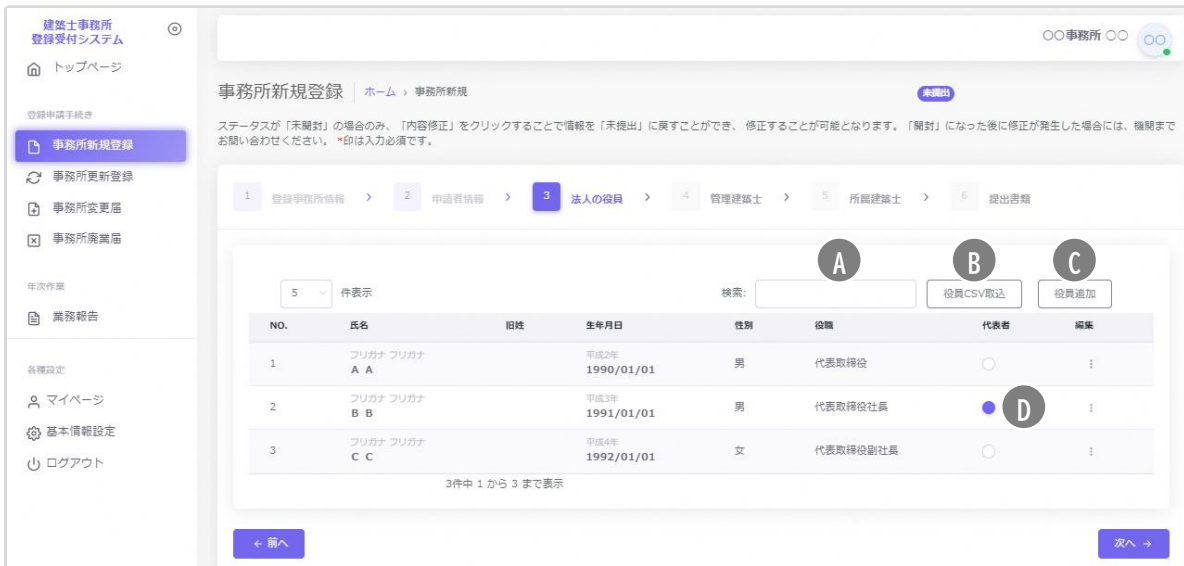 建築士事務所
登録受付システム
トップページ
登録申請手続き
事務所新規登録
事務所更新登録
事務所変更届
事務所廃業届
年次作業
業務報告
各種設定
マイページ
基本情報設定
ログアウト
〇〇事務所 〇〇 〇〇
事務所新規登録 ホーム › 事務所新規 未提出
ステータスが「未開封」の場合のみ、「内容修正」をクリックすることで情報を「未提出」に戻すことができ、 修正することが可能となります。 「開封」になった後に修正が発生した場合には、機関まで
お問い合わせください。 *印は入力必須です。
1 登録事務所情報 › 2 申請者情報 › 3 法人の役員 › 4 管理建築士 › 5 所属建築士 › 6 提出書類
A B C
5 件表示 検索: 役員CSV取込 役員追加
NO. 氏名 旧姓 生年月日 性別 役職 代表者 編集
フリガナ フリガナ 平成2年
1 A A 1990/01/01 男 代表取締役
フリガナ フリガナ 平成3年
2 B B 1991/01/01 男 代表取締役社長 D
フリガナ フリガナ 平成4年
3 C C 1992/01/01 女 代表取締役副社長
3件中 1 から 3 まで表示
← 前へ 次へ →